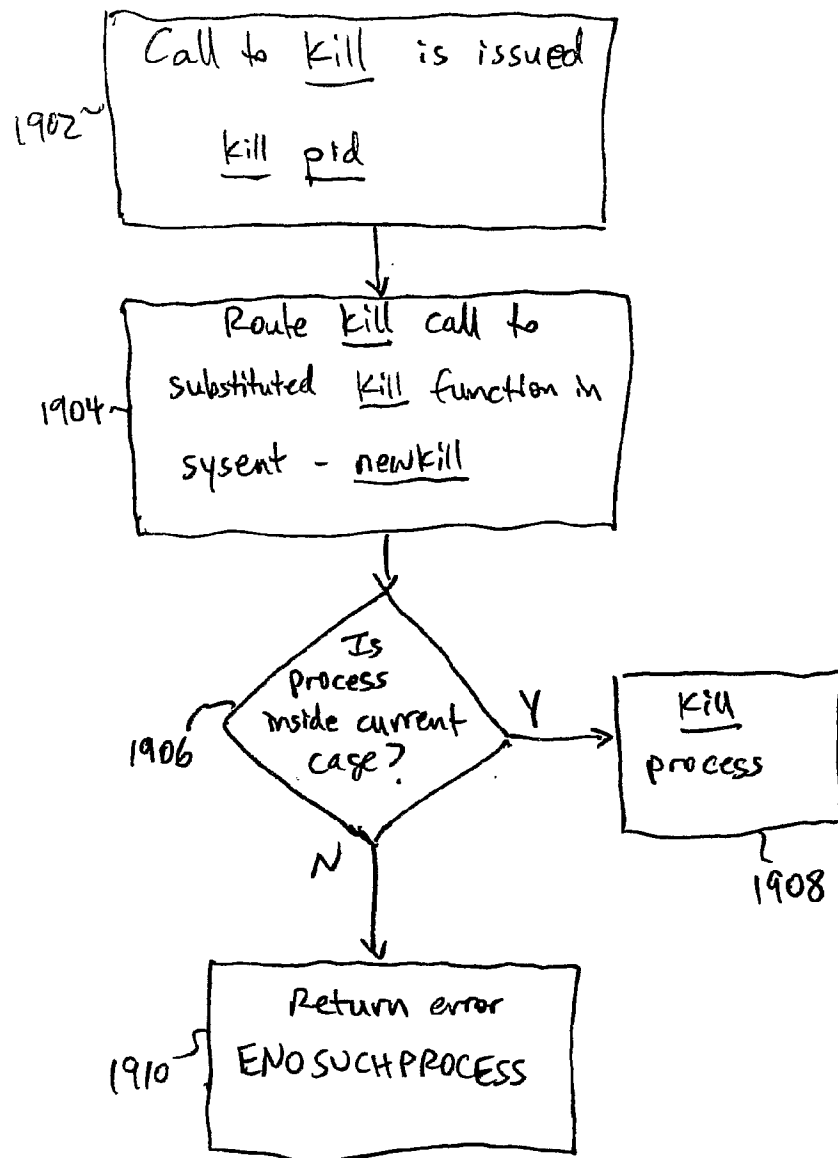 Call to kill is issued
1902
kill pid
Route kill call to
substituted kill function in
1904
sysent - newkill
Is
process
inside current
cage?
1906
Y
kill
process
1908
N
Return error
ENOSUCHPROCESS
1910